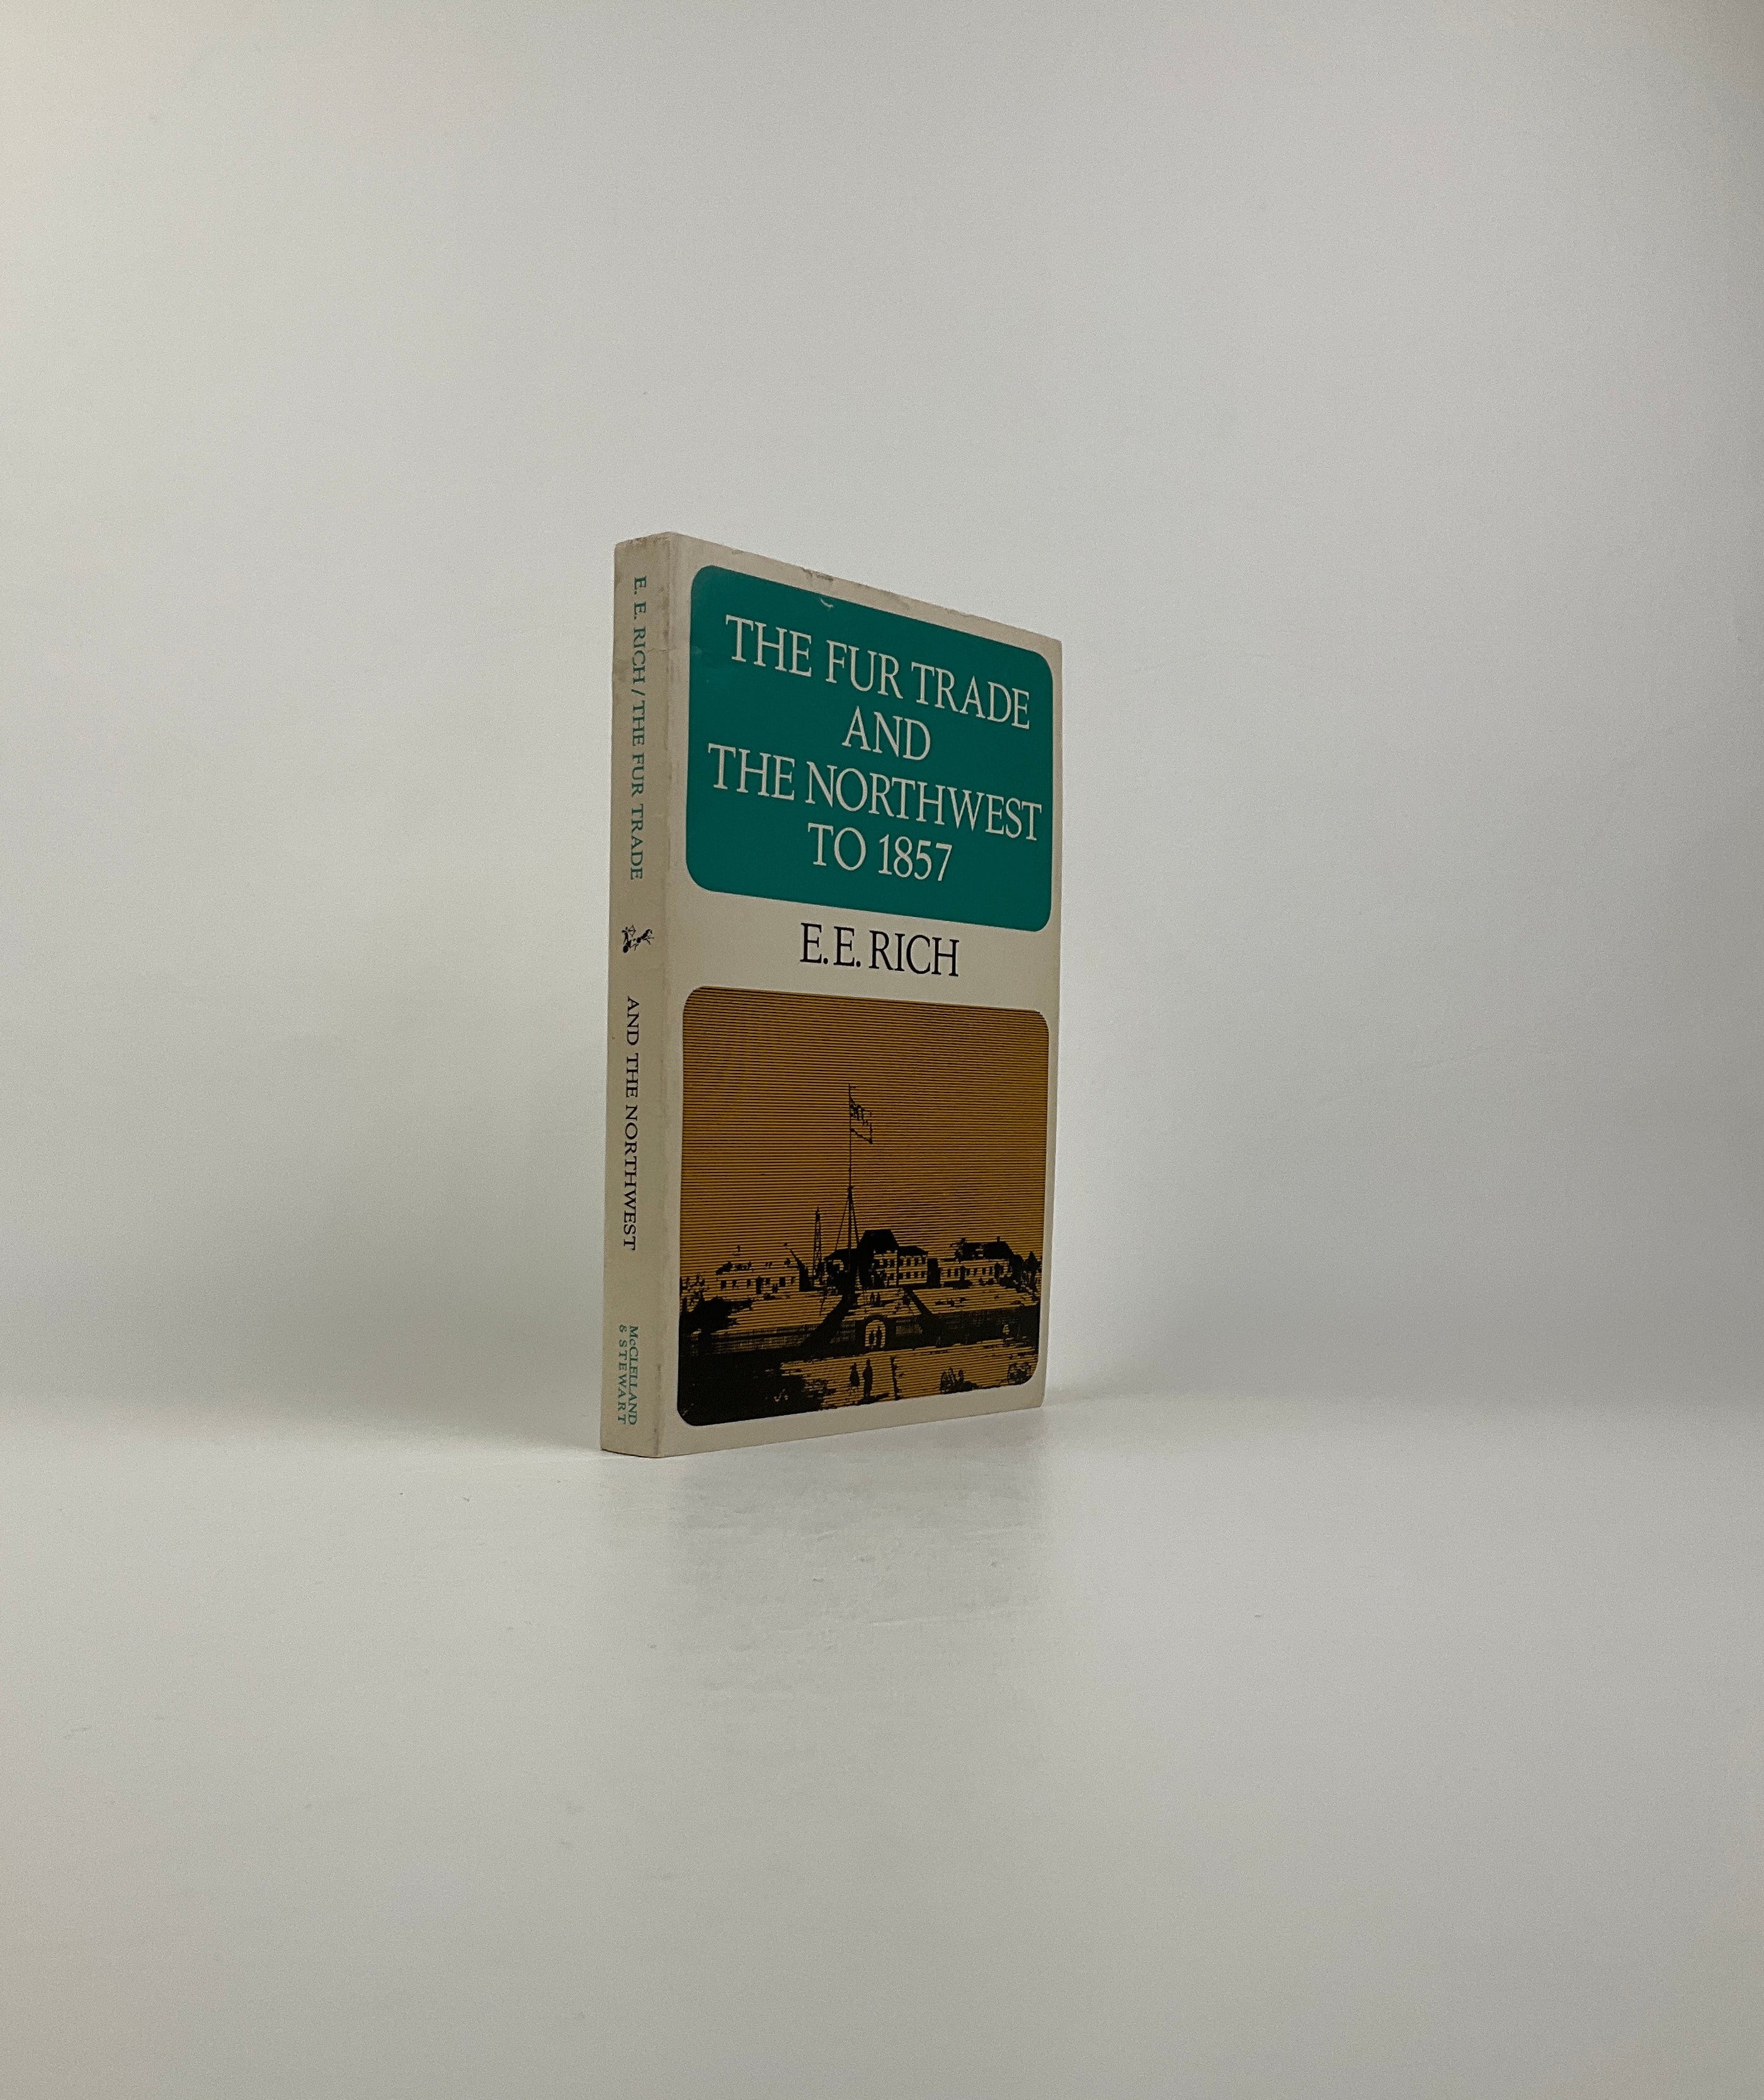 E. E. RICH / THE FUR TRADE
AND THE NORTHWEST
McCLELLAND
& STEWART
THE FUR TRADE
AND
THE NORTHWEST
TO 1857
E. E. RICH